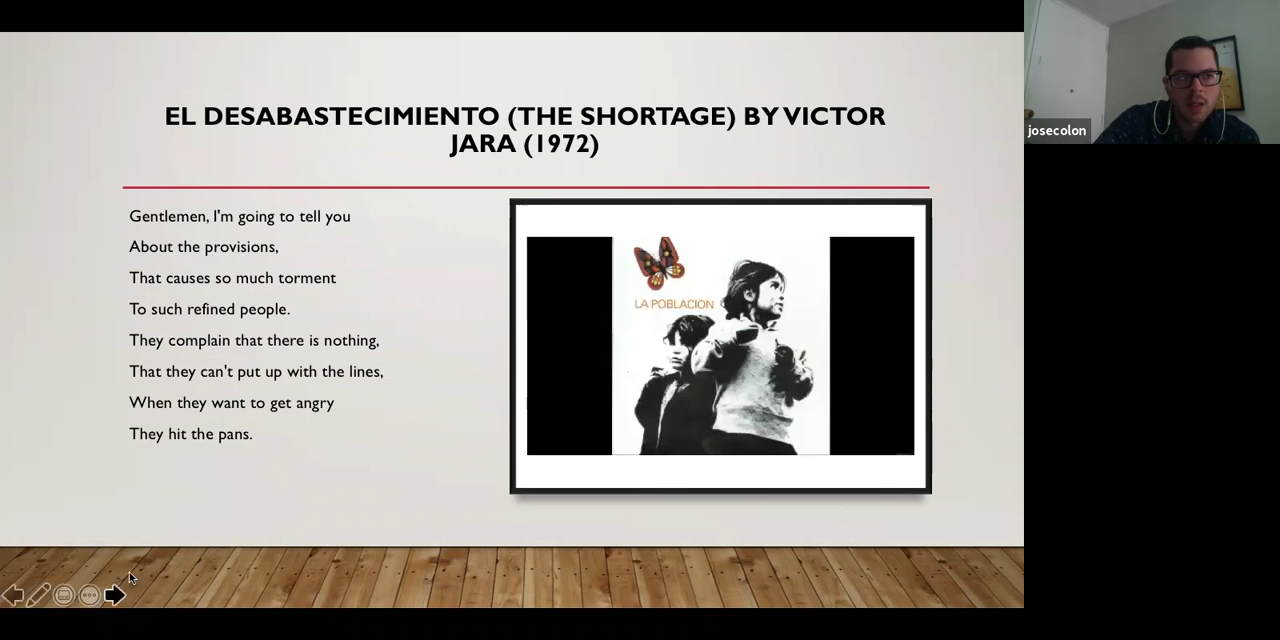 EL DESABASTECIMIENTO (THE SHORTAGE) BY VICTOR
JARA (1972)
Gentlemen, I'm going to tell you
About the provisions,
That causes so much torment
To such refined people.
They complain that there is nothing,
That they can't put up with the lines,
When they want to get angry
They hit the pans.
LA POBLACION
josecolon